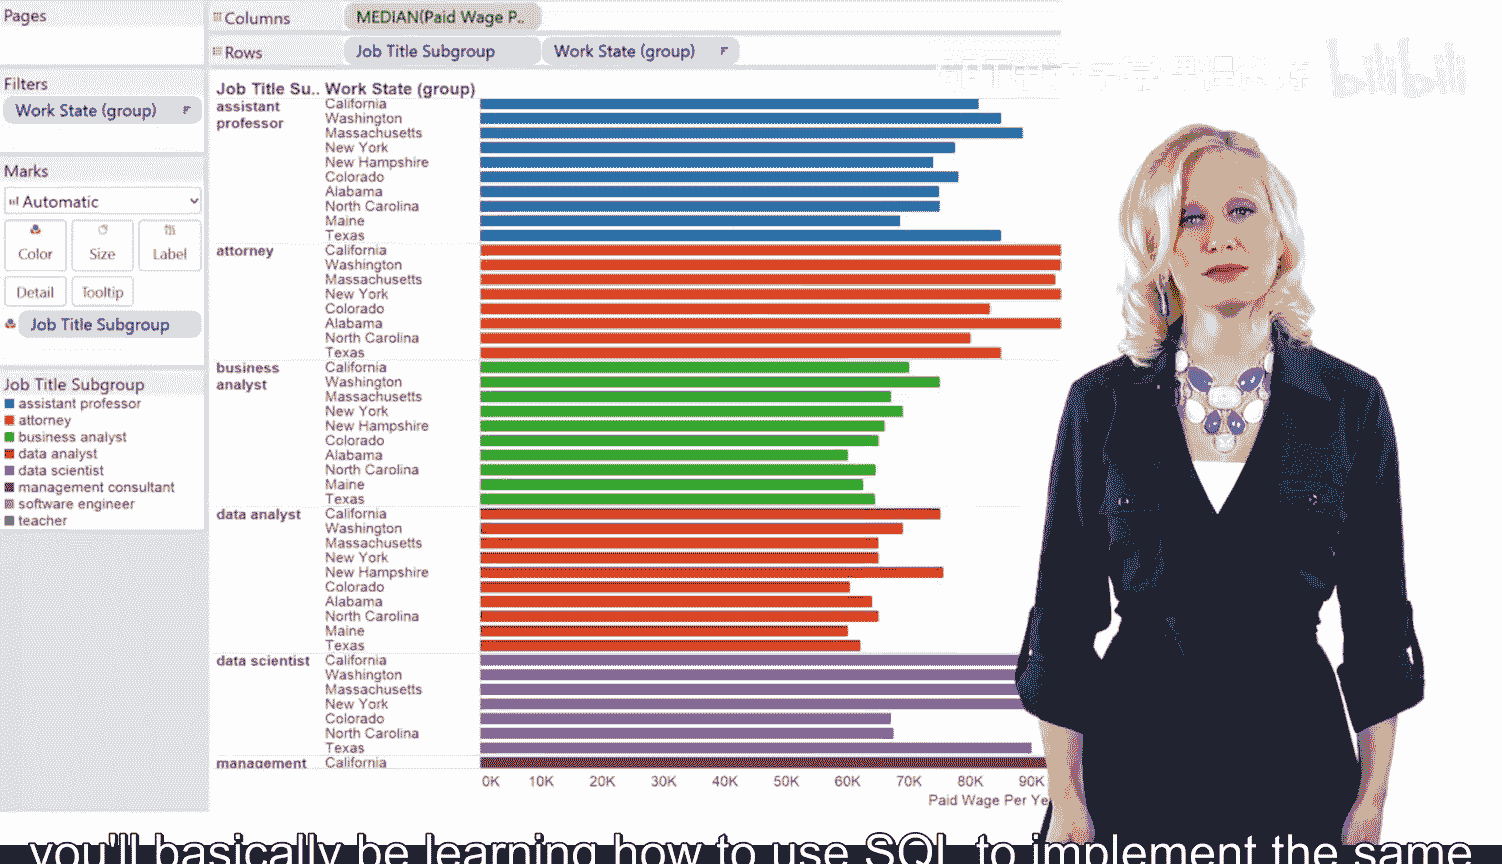 Pages
Columns
MEDIAN(Paid Wage P..
Rows
Job Title Subgroup
Work State (group)
Filters
Work State (group)
Marks
Automatic
Color
Size
Label
Detail
Tooltip
Job Title Subgroup
Job Title Subgroup
assistant professor
attorney
business analyst
data analyst
data scientist
management consultant
software engineer
teacher
Job Title Su.. Work State (group)
assistant professor
California
Washington
Massachusetts
New York
New Hampshire
Colorado
Alabama
North Carolina
Maine
Texas
attorney
California
Washington
Massachusetts
New York
Colorado
Alabama
North Carolina
Texas
business analyst
California
Washington
Massachusetts
New York
New Hampshire
Colorado
Alabama
North Carolina
Maine
Texas
data analyst
California
Washington
Massachusetts
New York
New Hampshire
Colorado
Alabama
North Carolina
Maine
Texas
data scientist
California
Washington
Massachusetts
New York
Colorado
North Carolina
Texas
management
California
0K 10K 20K 30K 40K 50K 60K 70K 80K 90K
Paid Wage Per Ye
bilibili
you'll basically be learning how to use SQL to implement the same